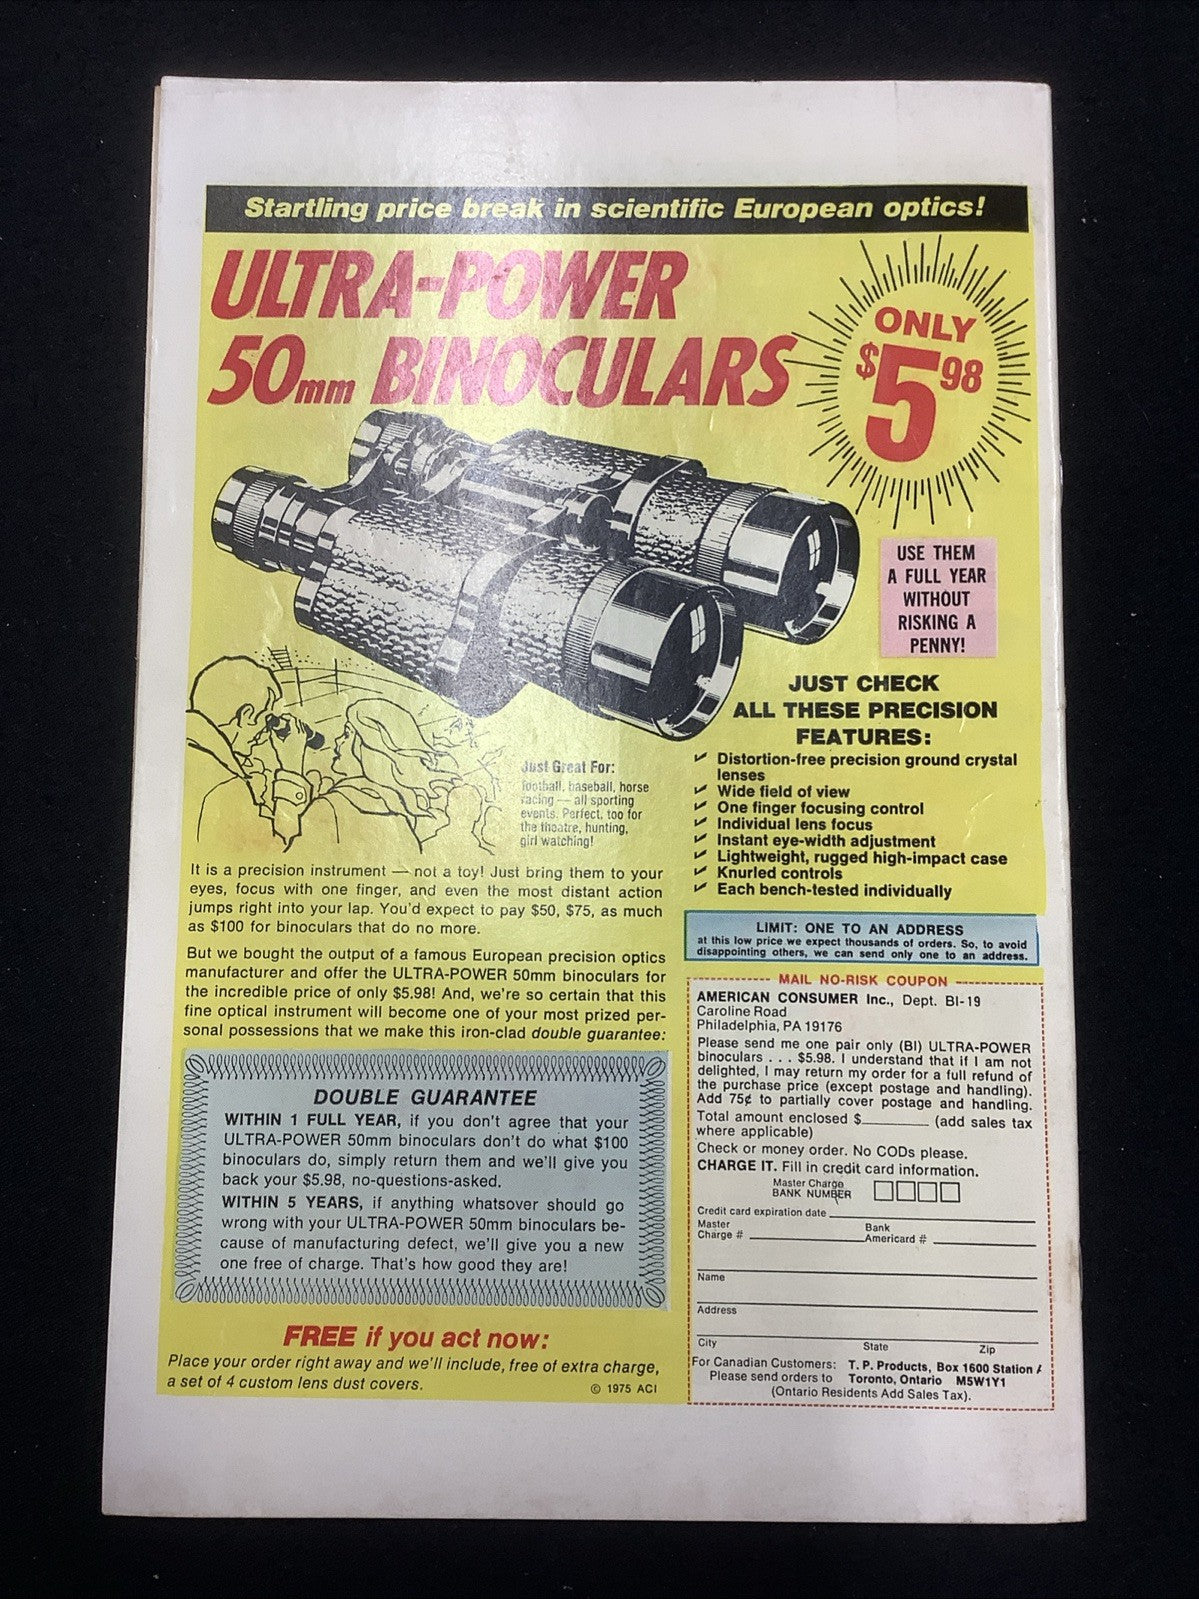 Startling price break in scientific European optics!
ULTRA-POWER
50mm BINOCULARS
ONLY
$5 98
USE THEM
A FULL YEAR
WITHOUT
RISKING A
PENNY!
JUST CHECK
ALL THESE PRECISION
FEATURES:
✓ Distortion-free precision ground crystal
lenses
✓ Wide field of view
✓ One finger focusing control
✓ Individual lens focus
✓ Instant eye-width adjustment
✓ Lightweight, rugged high-impact case
✓ Knurled controls
✓ Each bench-tested individually
Just Great For:
football, baseball, horse
racing — all sporting
events. Perfect, too for
the theatre, hunting,
girl watching!
It is a precision instrument — not a toy! Just bring them to your
eyes, focus with one finger, and even the most distant action
jumps right into your lap. You'd expect to pay $50, $75, as much
as $100 for binoculars that do no more.
But we bought the output of a famous European precision optics
manufacturer and offer the ULTRA-POWER 50mm binoculars for
the incredible price of only $5.98! And, we're so certain that this
fine optical instrument will become one of your most prized per-
sonal possessions that we make this iron-clad double guarantee:
DOUBLE GUARANTEE
WITHIN 1 FULL YEAR, if you don't agree that your
ULTRA-POWER 50mm binoculars don't do what $100
binoculars do, simply return them and we'll give you
back your $5.98, no-questions-asked.
WITHIN 5 YEARS, if anything whatsover should go
wrong with your ULTRA-POWER 50mm binoculars be-
cause of manufacturing defect, we'll give you a new
one free of charge. That's how good they are!
FREE if you act now:
Place your order right away and we'll include, free of extra charge,
a set of 4 custom lens dust covers.
© 1975 ACI
LIMIT: ONE TO AN ADDRESS
at this low price we expect thousands of orders. So, to avoid
disappointing others, we can send only one to an address.
MAIL NO-RISK COUPON
AMERICAN CONSUMER Inc., Dept. BI-19
Caroline Road
Philadelphia, PA 19176
Please send me one pair only (BI) ULTRA-POWER
binoculars . . . $5.98. I understand that if I am not
delighted, I may return my order for a full refund of
the purchase price (except postage and handling).
Add 75¢ to partially cover postage and handling.
Total amount enclosed $________ (add sales tax
where applicable)
Check or money order. No CODs please.
CHARGE IT. Fill in credit card information.
Master Charge
BANK NUMBER
Credit card expiration date
Master Charge # Bank Americard #
Name
Address
City State Zip
For Canadian Customers: T. P. Products, Box 1600 Station A
Please send orders to Toronto, Ontario M5W1Y1
(Ontario Residents Add Sales Tax).